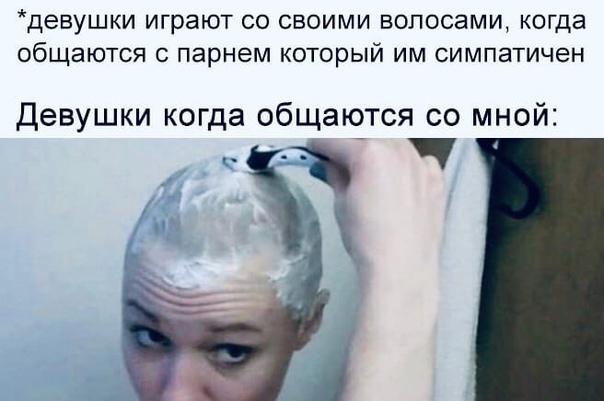 *девушки играют со своими волосами, когда
общаются с парнем который им симпатичен
Девушки когда общаются со мной: